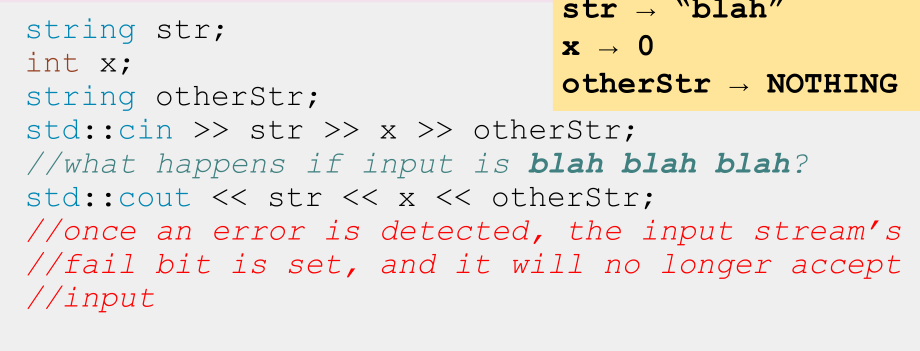 str → “blah”
x → 0
otherStr → NOTHING
string str;
int x;
string otherStr;
std::cin >> str >> x >> otherStr;
//what happens if input is blah blah blah?
std::cout << str << x << otherStr;
//once an error is detected, the input stream’s
//fail bit is set, and it will no longer accept
//input